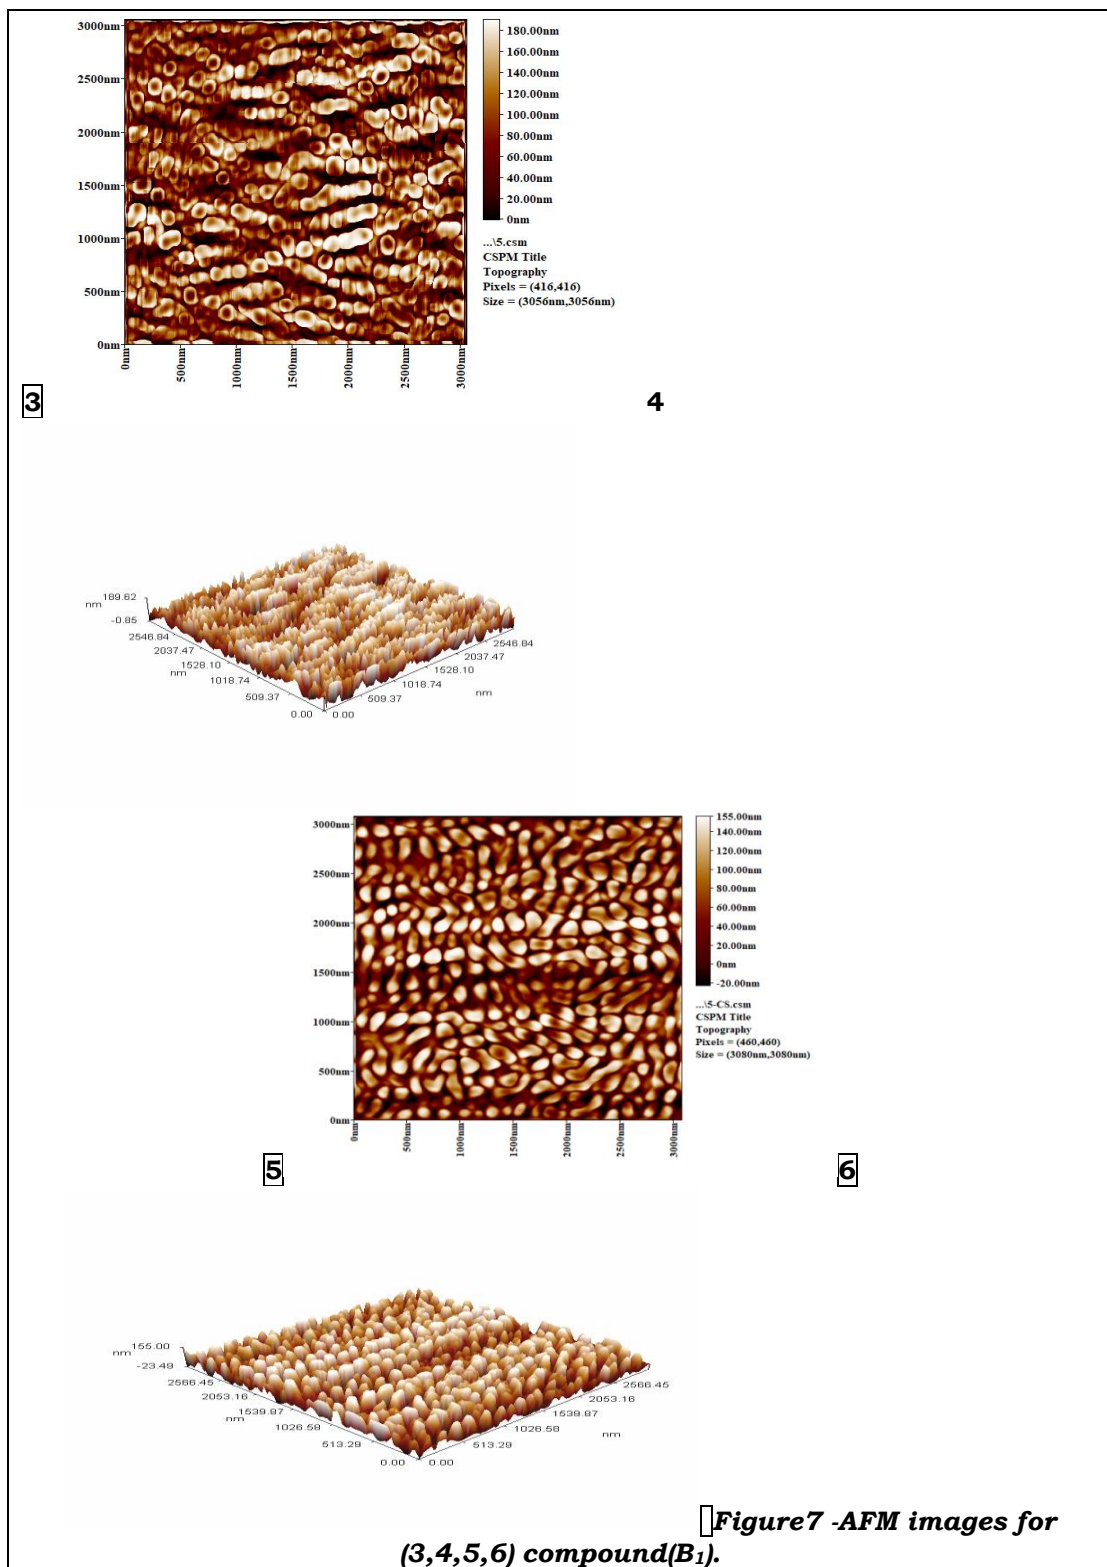 3000nm
2500nm
2000nm
1500nm
1000nm
500nm
0nm
0nm
500nm
1000nm
1500nm
2000nm
2500nm
3000nm
180.00nm
160.00nm
140.00nm
120.00nm
100.00nm
80.00nm
60.00nm
40.00nm
20.00nm
0nm
...\5.csm
CSPM Title
Topography
Pixels = (416,416)
Size = (3056nm,3056nm)
3 4
nm
189.62
-0.85
2546.84
2037.47
1528.10
nm
1018.74
509.37
0.00
0.00
509.37
nm
1018.74
1528.10
2037.47
2546.84
3000nm
2500nm
2000nm
1500nm
1000nm
500nm
0nm
0nm
500nm
1000nm
1500nm
2000nm
2500nm
3000nm
155.00nm
140.00nm
120.00nm
100.00nm
80.00nm
60.00nm
40.00nm
20.00nm
0nm
-20.00nm
...\5-CS.csm
CSPM Title
Topography
Pixels = (460,460)
Size = (3080nm,3080nm)
5 6
nm
155.00
-23.49
2566.45
2053.16
1539.87
nm
1026.58
513.29
0.00
0.00
513.29
1026.58
nm
1539.87
2053.16
2566.45
Figure7 -AFM images for
(3,4,5,6) compound(B₁).